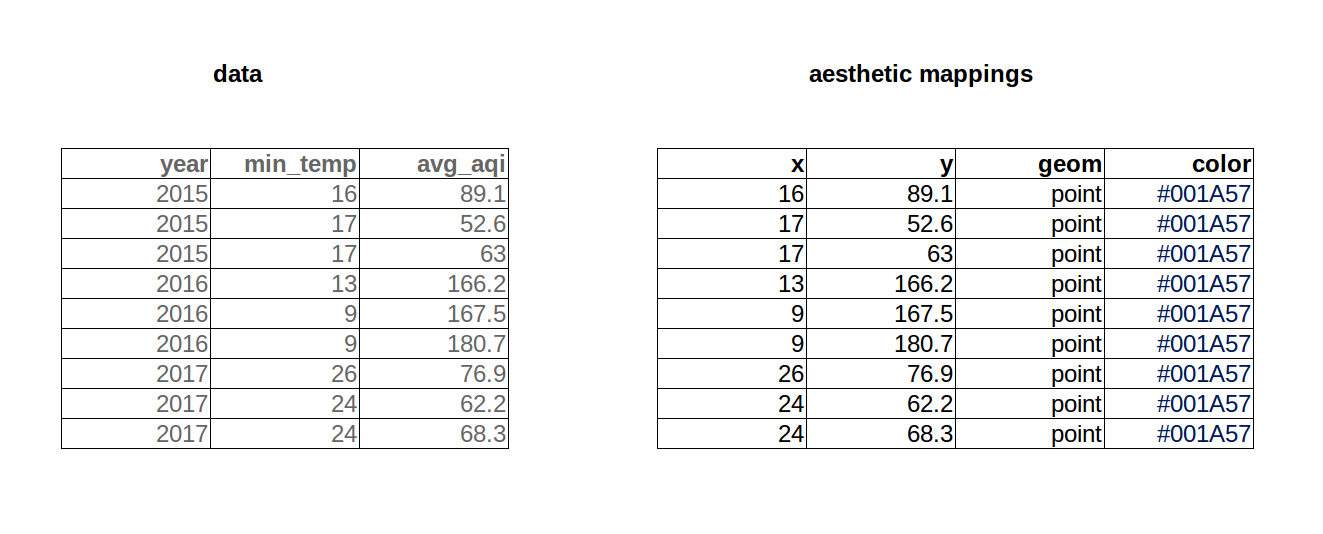 data
aesthetic mappings
year min_temp avg_aqi
2015 16 89.1
2015 17 52.6
2015 17 63
2016 13 166.2
2016 9 167.5
2016 9 180.7
2017 26 76.9
2017 24 62.2
2017 24 68.3
x y geom color
16 89.1 point #001A57
17 52.6 point #001A57
17 63 point #001A57
13 166.2 point #001A57
9 167.5 point #001A57
9 180.7 point #001A57
26 76.9 point #001A57
24 62.2 point #001A57
24 68.3 point #001A57